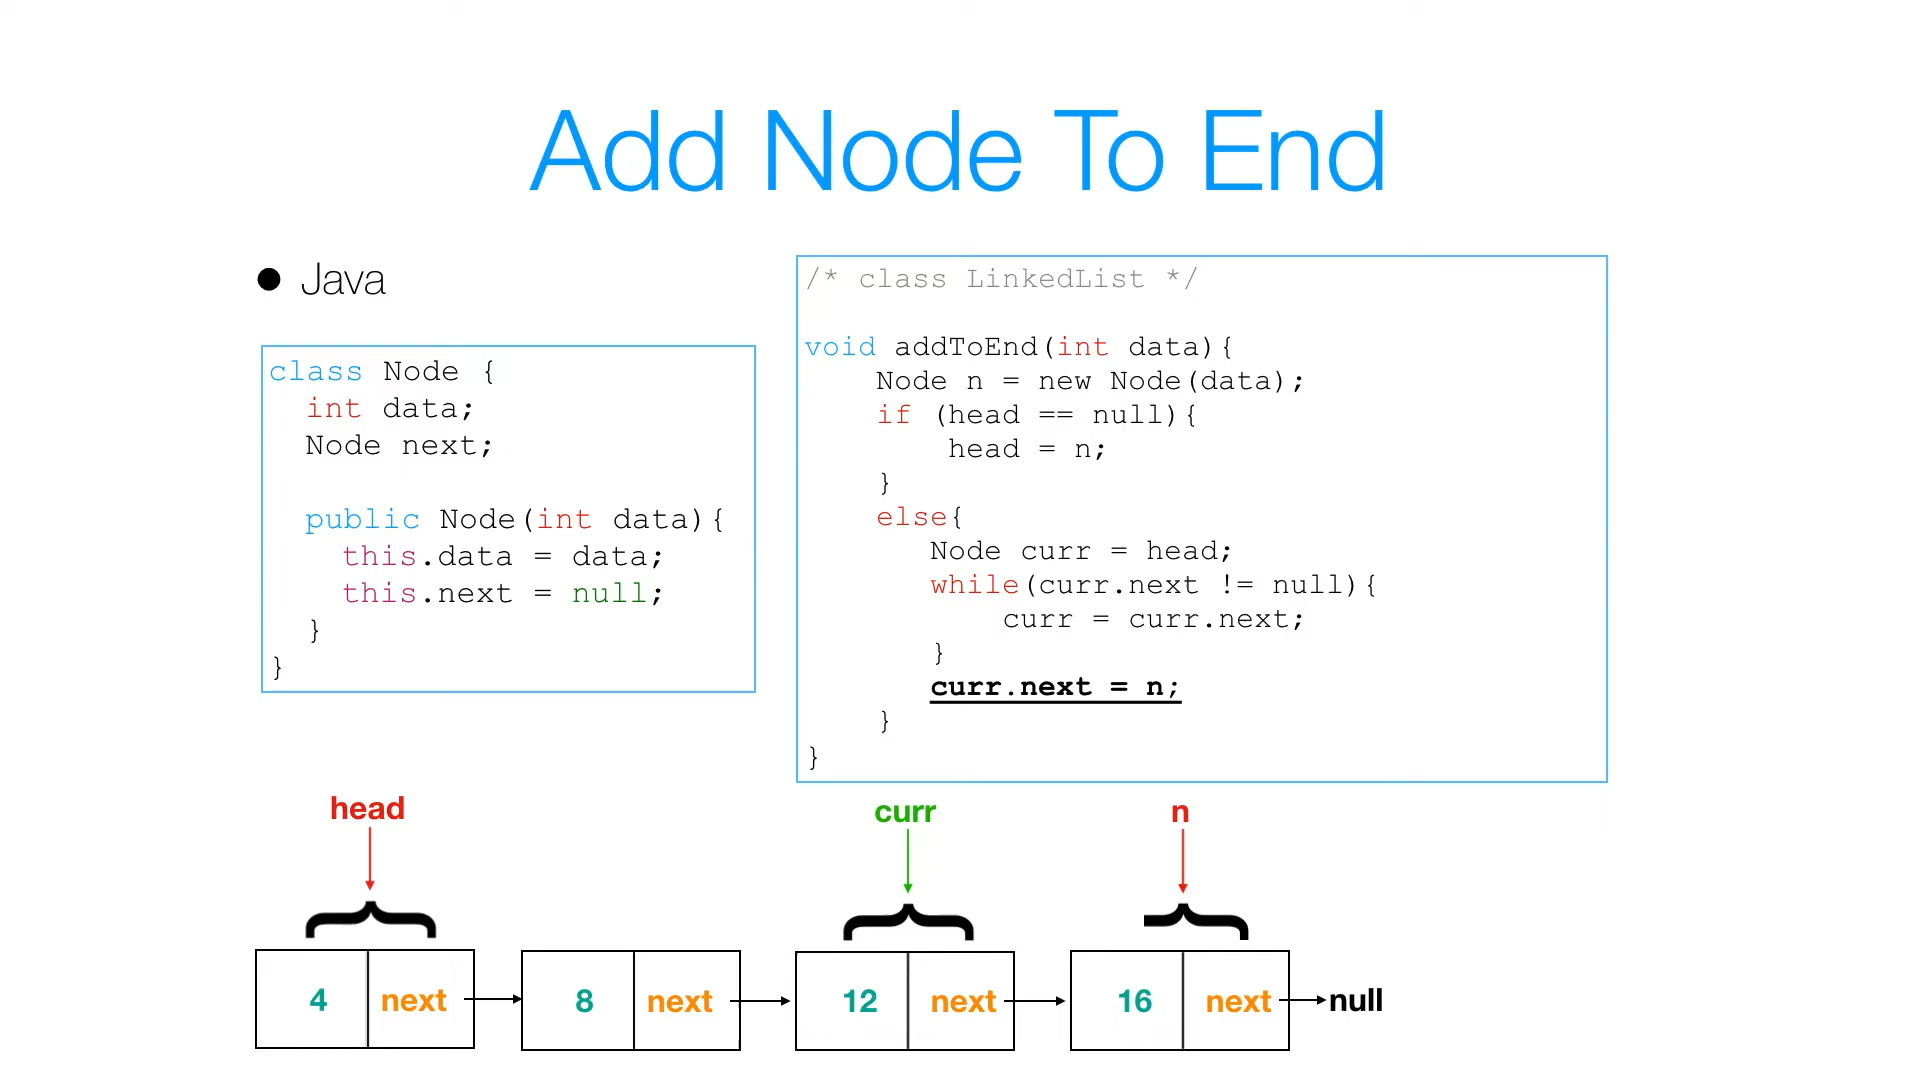 Add Node To End
● Java
class Node {
int data;
Node next;
public Node(int data){
this.data = data;
this.next = null;
}
}
/* class LinkedList */
void addToEnd(int data){
Node n = new Node(data);
if (head == null){
head = n;
}
else{
Node curr = head;
while(curr.next != null){
curr = curr.next;
}
curr.next = n;
}
}
head curr n
4 next 8 next 12 next 16 next null